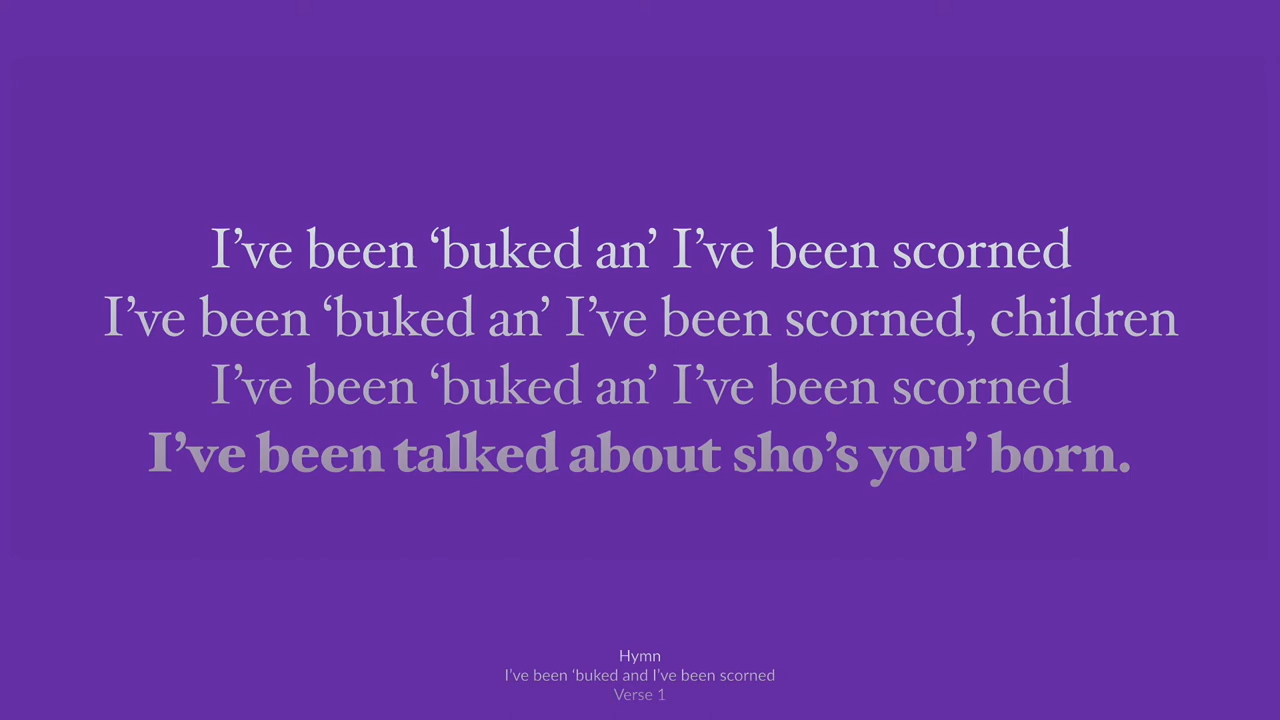 I’ve been ‘buked an’ I’ve been scorned
I’ve been ‘buked an’ I’ve been scorned, children
I’ve been ‘buked an’ I’ve been scorned
I’ve been talked about sho’s you’ born.
Hymn
I’ve been ‘buked and I’ve been scorned
Verse 1